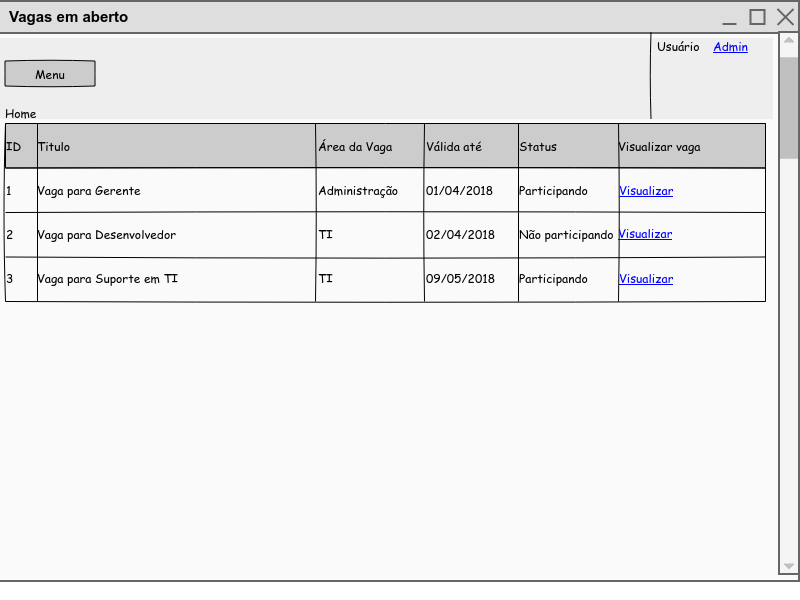 Vagas em aberto
Usuário Admin
Menu
Home
ID Titulo Área da Vaga Válida até Status Visualizar vaga
1 Vaga para Gerente Administração 01/04/2018 Participando Visualizar
2 Vaga para Desenvolvedor TI 02/04/2018 Não participando Visualizar
3 Vaga para Suporte em TI TI 09/05/2018 Participando Visualizar